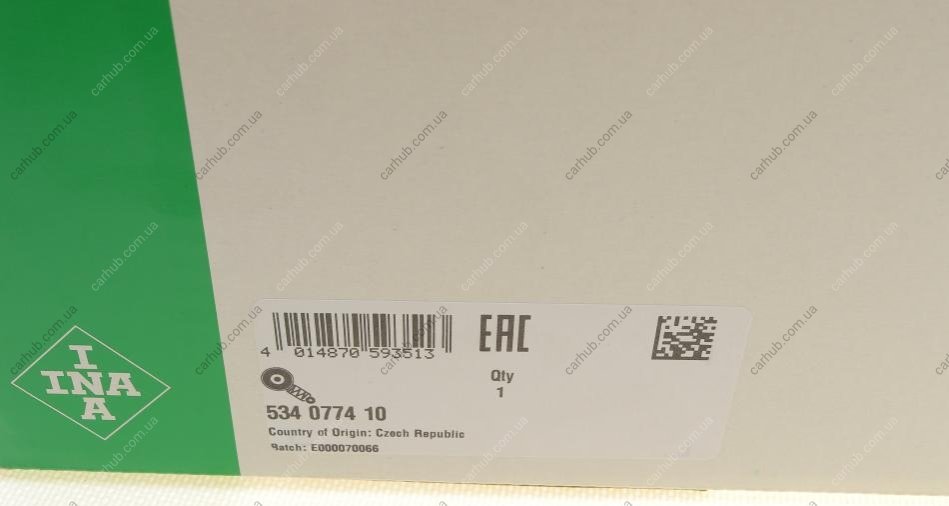 I
INA
A
4 014870 593513
EAC
Qty
1
534 0774 10
Country of Origin: Czech Republic
Batch: E000070066
carhub.com.ua